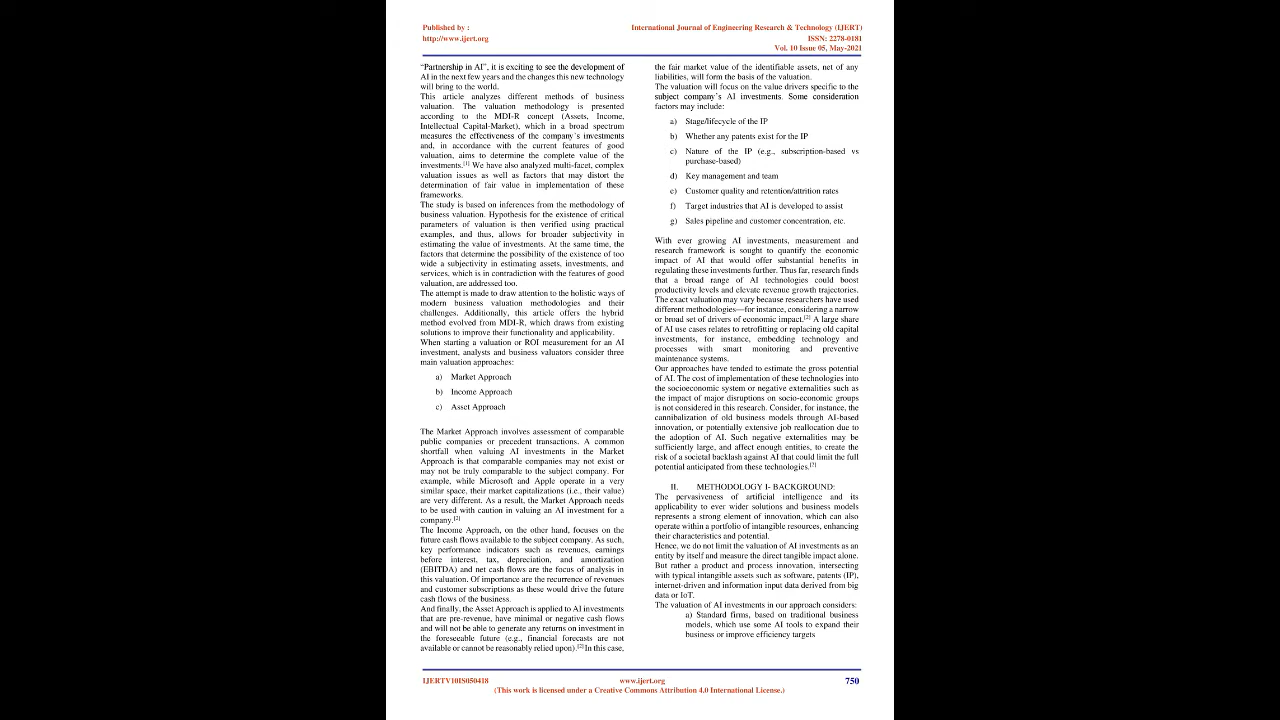 Published by :
http://www.ijert.org
International Journal of Engineering Research & Technology (IJERT)
ISSN: 2278-0181
Vol. 10 Issue 05, May-2021
“Partnership in AI”, it is exciting to see the development of
AI in the next few years and the changes this new technology
will bring to the world.
This article analyzes different methods of business
valuation. The valuation methodology is presented
according to the MDI-R concept (Assets, Income,
Intellectual Capital-Market), which in a broad spectrum
measures the effectiveness of the company’s investments
and, in accordance with the current features of good
valuation, aims to determine the complete value of the
investments.[1] We have also analyzed multi-facet, complex
valuation issues as well as factors that may distort the
determination of fair value in implementation of these
frameworks.
The study is based on inferences from the methodology of
business valuation. Hypothesis for the existence of critical
parameters of valuation is then verified using practical
examples, and thus, allows for broader subjectivity in
estimating the value of investments. At the same time, the
factors that determine the possibility of the existence of too
wide a subjectivity in estimating assets, investments, and
services, which is in contradiction with the features of good
valuation, are addressed too.
The attempt is made to draw attention to the holistic ways of
modern business valuation methodologies and their
challenges. Additionally, this article offers the hybrid
method evolved from MDI-R, which draws from existing
solutions to improve their functionality and applicability.
When starting a valuation or ROI measurement for an AI
investment, analysts and business valuators consider three
main valuation approaches:
a) Market Approach
b) Income Approach
c) Asset Approach
The Market Approach involves assessment of comparable
public companies or precedent transactions. A common
shortfall when valuing AI investments in the Market
Approach is that comparable companies may not exist or
may not be truly comparable to the subject company. For
example, while Microsoft and Apple operate in a very
similar space, their market capitalizations (i.e., their value)
are very different. As a result, the Market Approach needs
to be used with caution in valuing an AI investment for a
company.[2]
The Income Approach, on the other hand, focuses on the
future cash flows available to the subject company. As such,
key performance indicators such as revenues, earnings
before interest, tax, depreciation, and amortization
(EBITDA) and net cash flows are the focus of analysis in
this valuation. Of importance are the recurrence of revenues
and customer subscriptions as these would drive the future
cash flows of the business.
And finally, the Asset Approach is applied to AI investments
that are pre-revenue, have minimal or negative cash flows
and will not be able to generate any returns on investment in
the foreseeable future (e.g., financial forecasts are not
available or cannot be reasonably relied upon).[2] In this case,
the fair market value of the identifiable assets, net of any
liabilities, will form the basis of the valuation.
The valuation will focus on the value drivers specific to the
subject company’s AI investments. Some consideration
factors may include:
a) Stage/lifecycle of the IP
b) Whether any patents exist for the IP
c) Nature of the IP (e.g., subscription-based vs
purchase-based)
d) Key management and team
e) Customer quality and retention/attrition rates
f) Target industries that AI is developed to assist
g) Sales pipeline and customer concentration, etc.
With ever growing AI investments, measurement and
research framework is sought to quantify the economic
impact of AI that would offer substantial benefits in
regulating these investments further. Thus far, research finds
that a broad range of AI technologies could boost
productivity levels and elevate revenue growth trajectories.
The exact valuation may vary because researchers have used
different methodologies—for instance, considering a narrow
or broad set of drivers of economic impact.[2] A large share
of AI use cases relates to retrofitting or replacing old capital
investments, for instance, embedding technology and
processes with smart monitoring and preventive
maintenance systems.
Our approaches have tended to estimate the gross potential
of AI. The cost of implementation of these technologies into
the socioeconomic system or negative externalities such as
the impact of major disruptions on socio-economic groups
is not considered in this research. Consider, for instance, the
cannibalization of old business models through AI-based
innovation, or potentially extensive job reallocation due to
the adoption of AI. Such negative externalities may be
sufficiently large, and affect enough entities, to create the
risk of a societal backlash against AI that could limit the full
potential anticipated from these technologies.[2]
II. METHODOLOGY I- BACKGROUND:
The pervasiveness of artificial intelligence and its
applicability to ever wider solutions and business models
represents a strong element of innovation, which can also
operate within a portfolio of intangible resources, enhancing
their characteristics and potential.
Hence, we do not limit the valuation of AI investments as an
entity by itself and measure the direct tangible impact alone.
But rather a product and process innovation, intersecting
with typical intangible assets such as software, patents (IP),
internet-driven and information input data derived from big
data or IoT.
The valuation of AI investments in our approach considers:
a) Standard firms, based on traditional business
models, which use some AI tools to expand their
business or improve efficiency targets
IJERTV10IS050418
www.ijert.org
750
(This work is licensed under a Creative Commons Attribution 4.0 International License.)